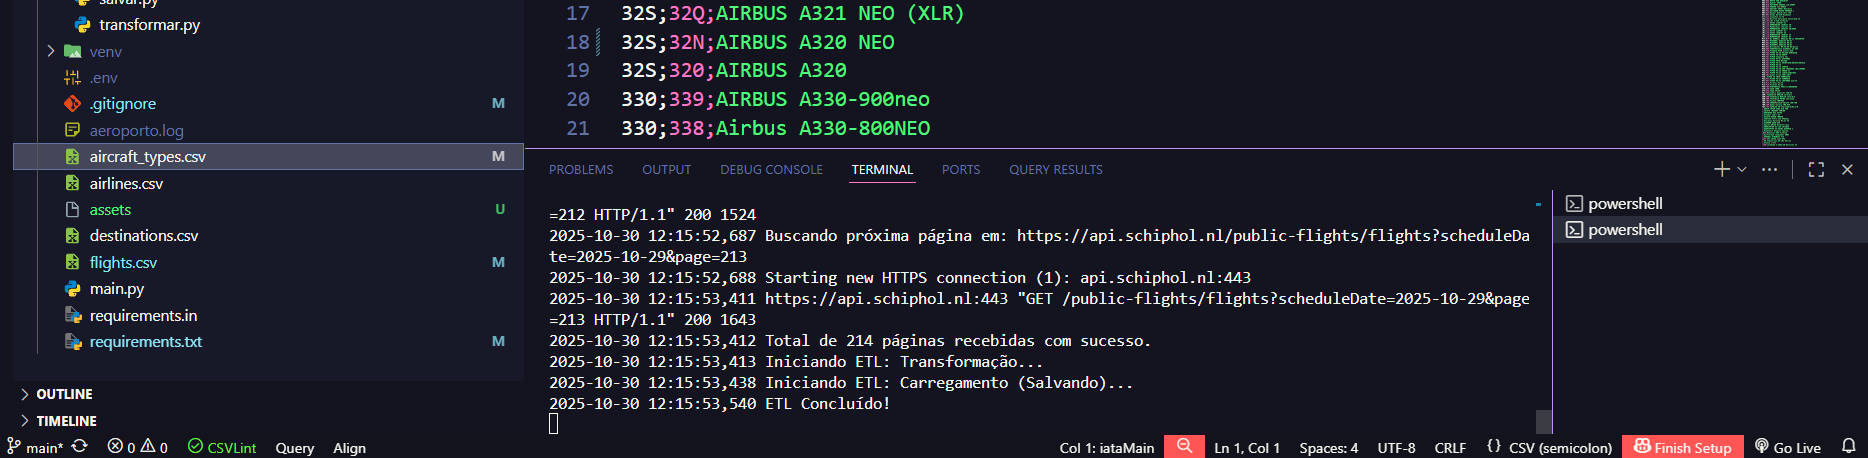 salvar.py
transformar.py
venv
.env
.gitignore M
aeroporto.log
aircraft_types.csv M
airlines.csv
assets U
destinations.csv
flights.csv M
main.py
requirements.in
requirements.txt M
OUTLINE
TIMELINE
17 32S;32Q;AIRBUS A321 NEO (XLR)
18 32S;32N;AIRBUS A320 NEO
19 32S;320;AIRBUS A320
20 330;339;AIRBUS A330-900neo
21 330;338;Airbus A330-800NEO
PROBLEMS OUTPUT DEBUG CONSOLE TERMINAL PORTS QUERY RESULTS
=212 HTTP/1.1" 200 1524
2025-10-30 12:15:52,687 Buscando próxima página em: https://api.schiphol.nl/public-flights/flights?scheduleDa
te=2025-10-29&page=213
2025-10-30 12:15:52,688 Starting new HTTPS connection (1): api.schiphol.nl:443
2025-10-30 12:15:53,411 https://api.schiphol.nl:443 "GET /public-flights/flights?scheduleDate=2025-10-29&page
=213 HTTP/1.1" 200 1643
2025-10-30 12:15:53,412 Total de 214 páginas recebidas com sucesso.
2025-10-30 12:15:53,413 Iniciando ETL: Transformação...
2025-10-30 12:15:53,438 Iniciando ETL: Carregamento (Salvando)...
2025-10-30 12:15:53,540 ETL Concluído!
powershell
powershell
main* 0 0 CSVLint Query Align Col 1: iataMain Ln 1, Col 1 Spaces: 4 UTF-8 CRLF {} CSV (semicolon) Finish Setup Go Live